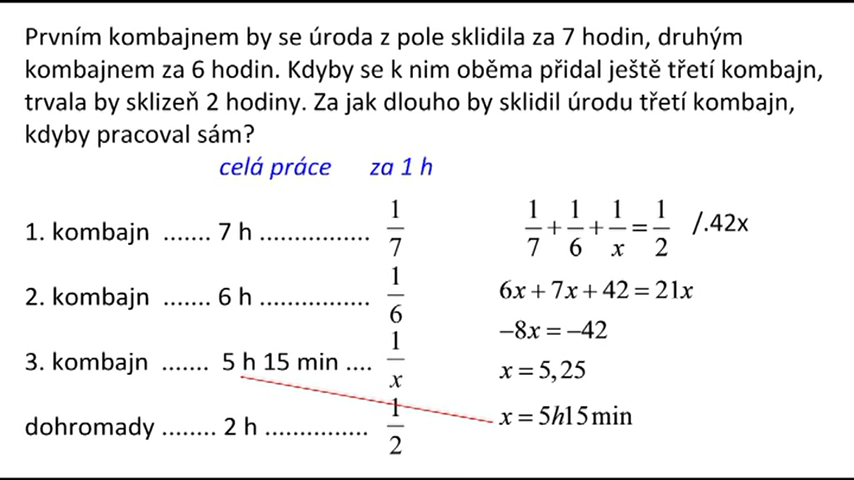 Prvním kombajnem by se úroda z pole sklidila za 7 hodin, druhým
kombajnem za 6 hodin. Kdyby se k nim oběma přidal ještě třetí kombajn,
trvala by sklizeň 2 hodiny. Za jak dlouho by sklidil úrodu třetí kombajn,
kdyby pracoval sám?
celá práce za 1 h
1. kombajn ....... 7 h ................. 1/7
2. kombajn ....... 6 h ................. 1/6
3. kombajn ....... 5 h 15 min .... 1/x
dohromady ........ 2 h ................ 1/2
1/7 + 1/6 + 1/x = 1/2 /.42x
6x + 7x + 42 = 21x
–8x = –42
x = 5,25
x = 5h15min